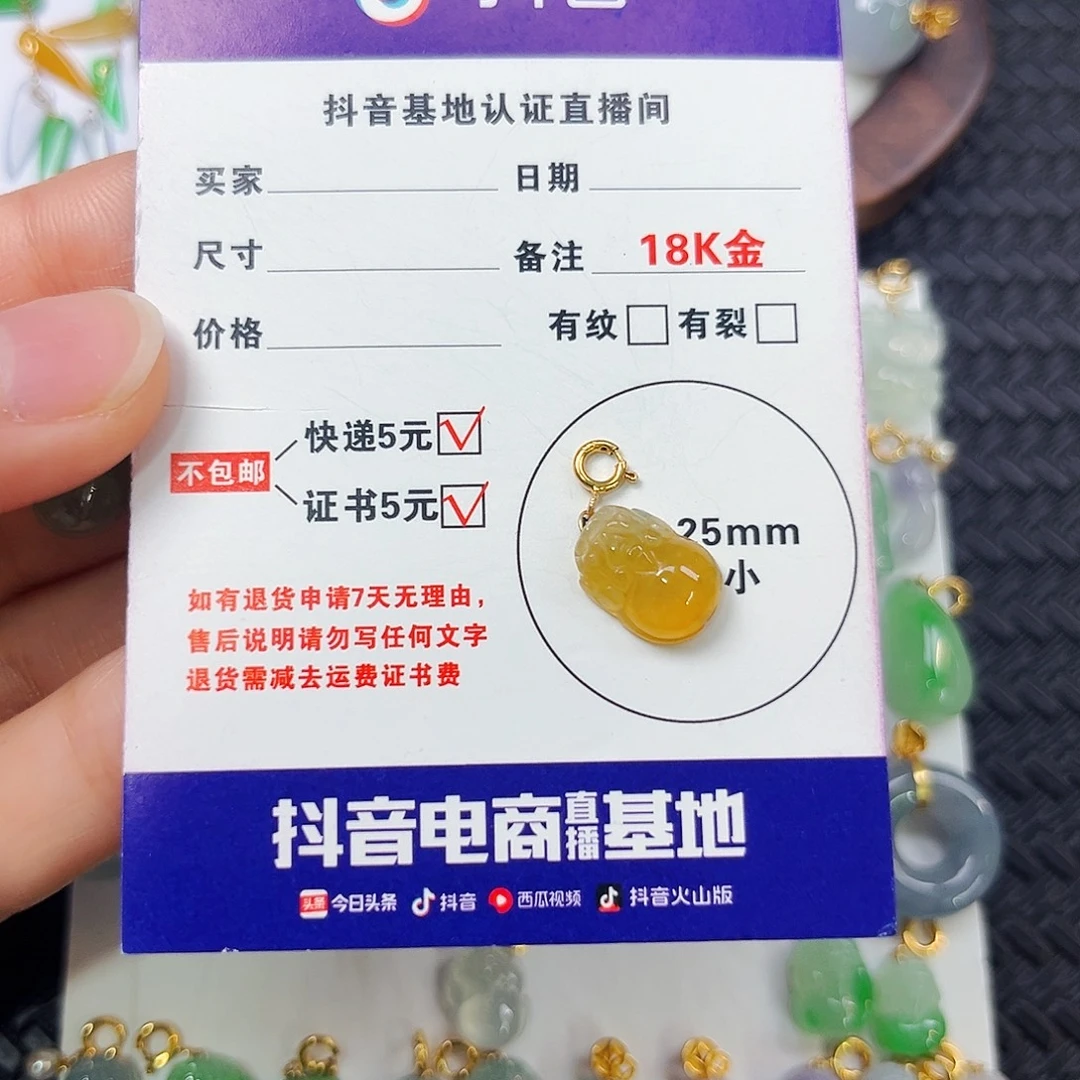 抖音基地认证直播间
买家 日期
尺寸 备注 18K金
价格 有纹 有裂
不包邮
快递5元
证书5元
25mm
小
如有退货申请7天无理由，
售后说明请勿写任何文字
退货需减去运费证书费
抖音电商直播基地
头条 今日头条 抖音 西瓜视频 抖音火山版